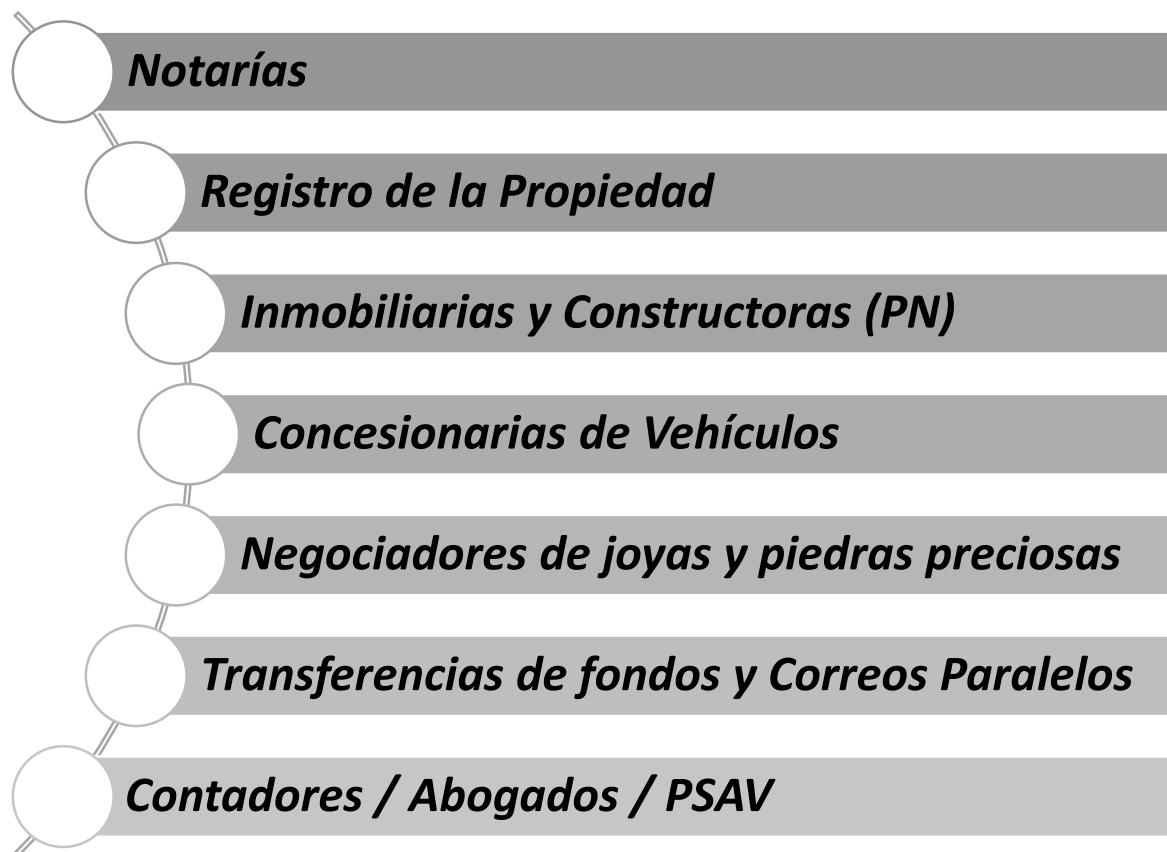 Notarías
Registro de la Propiedad
Inmobiliarias y Constructoras (PN)
Concesionarias de Vehículos
Negociadores de joyas y piedras preciosas
Transferencias de fondos y Correos Paralelos
Contadores / Abogados / PSAV